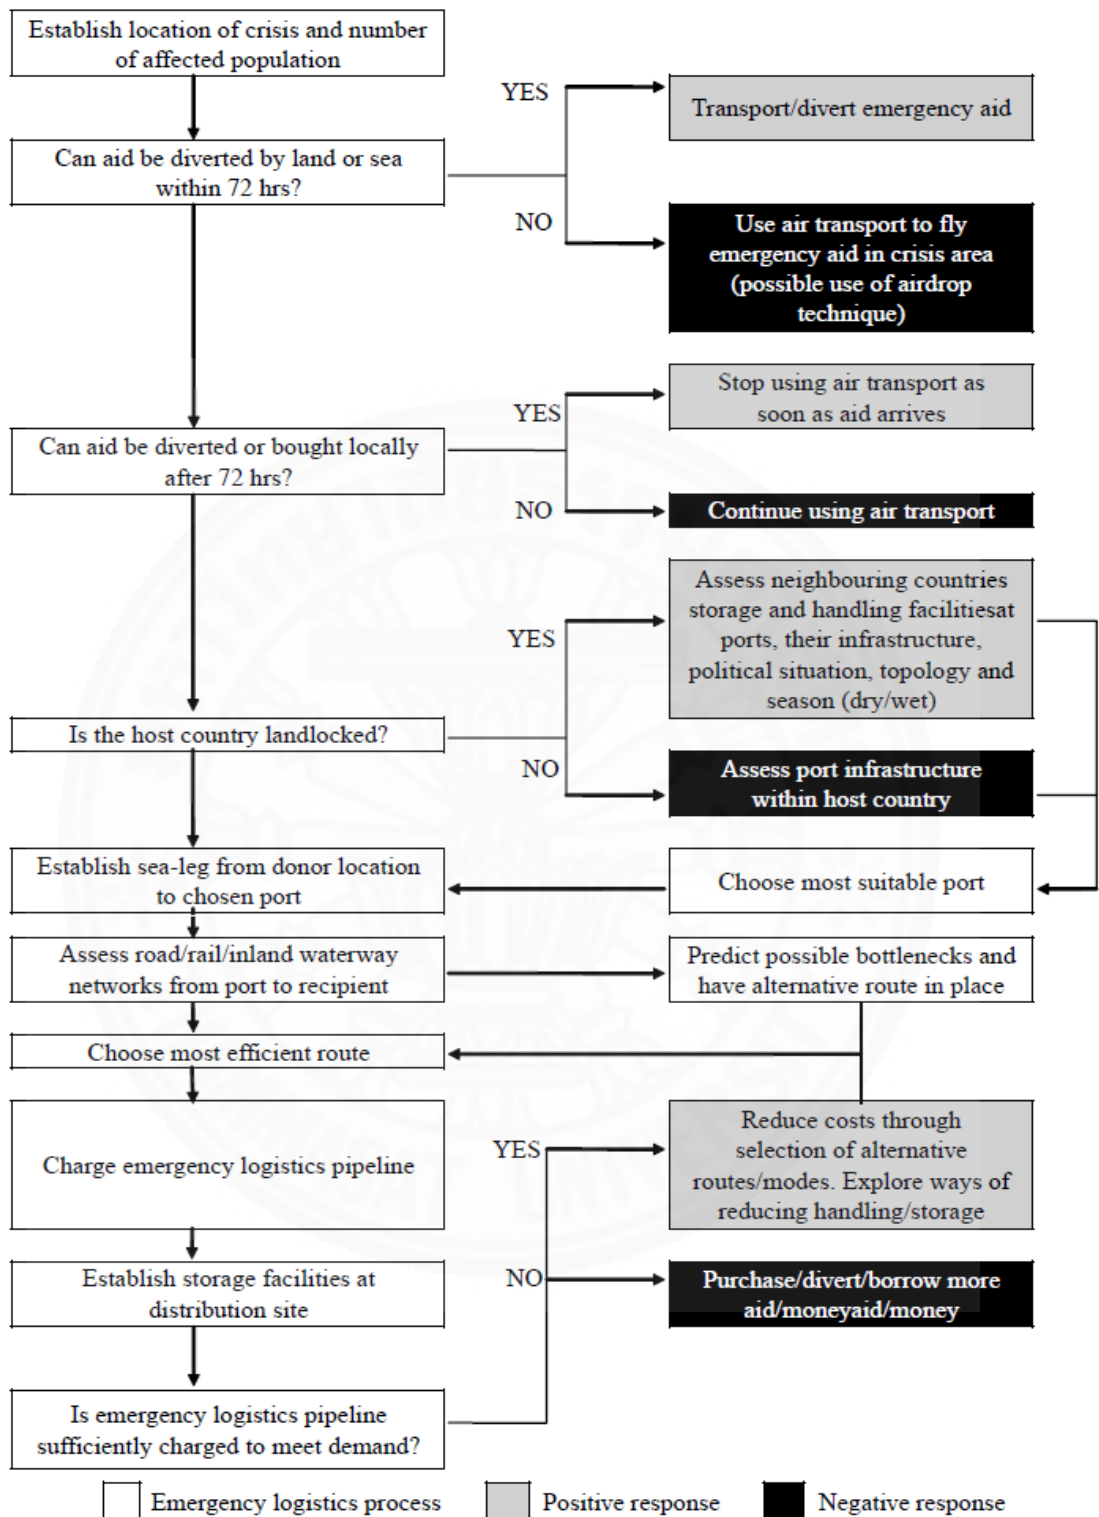 Establish location of crisis and number
of affected population
YES
Transport/divert emergency aid
Can aid be diverted by land or sea
within 72 hrs?
NO
Use air transport to fly
emergency aid in crisis area
(possible use of airdrop
technique)
Stop using air transport as
soon as aid arrives
YES
Can aid be diverted or bought locally
after 72 hrs?
NO
Continue using air transport
Assess neighbouring countries
storage and handling facilitiesat
ports, their infrastructure,
political situation, topology and
season (dry/wet)
YES
Is the host country landlocked?
NO
Assess port infrastructure
within host country
Establish sea-leg from donor location
to chosen port
Choose most suitable port
Assess road/rail/inland waterway
networks from port to recipient
Predict possible bottlenecks and
have alternative route in place
Choose most efficient route
Charge emergency logistics pipeline
YES
Reduce costs through
selection of alternative
routes/modes. Explore ways of
reducing handling/storage
Establish storage facilities at
distribution site
NO
Purchase/divert/borrow more
aid/moneyaid/money
Is emergency logistics pipeline
sufficiently charged to meet demand?
Emergency logistics process
Positive response
Negative response